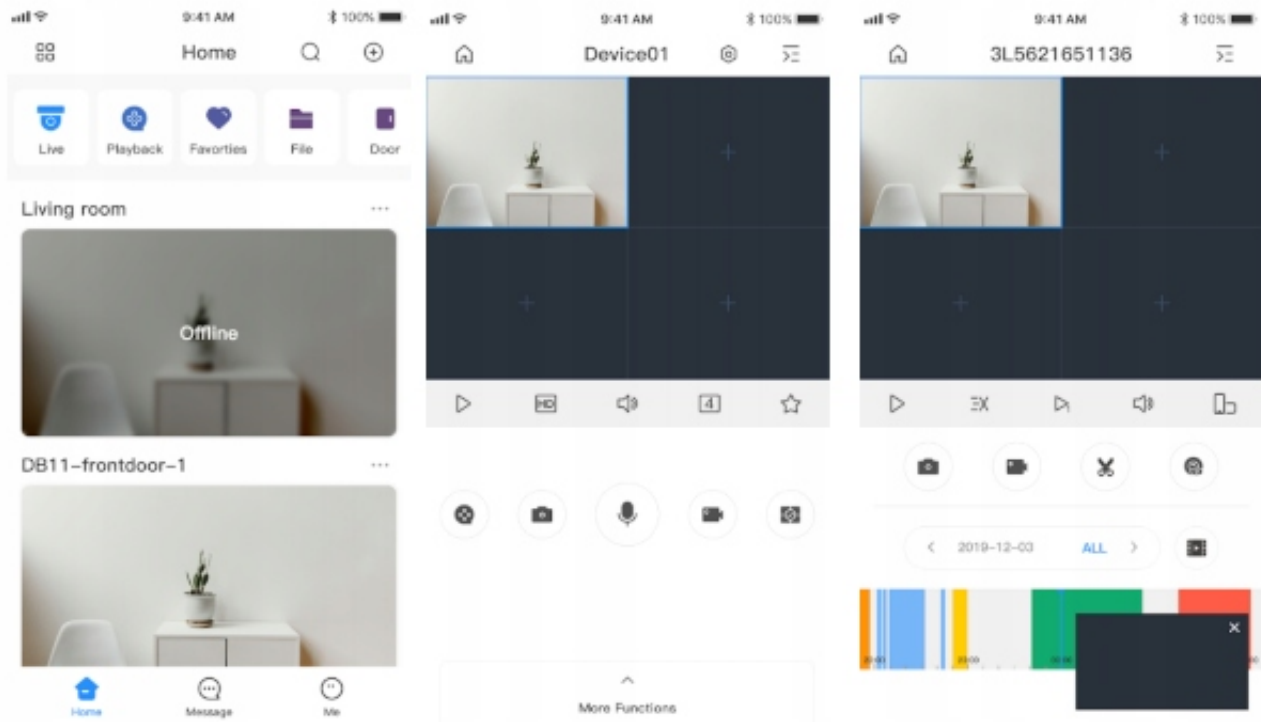 9:41 AM 100%
Home
Live Playback Favorties File Door
Living room
Offline
DB11-frontdoor-1
Home Message Me
9:41 AM 100%
Device01
HD 4
More Functions
9:41 AM 100%
3L5621651136
2019-12-03 ALL